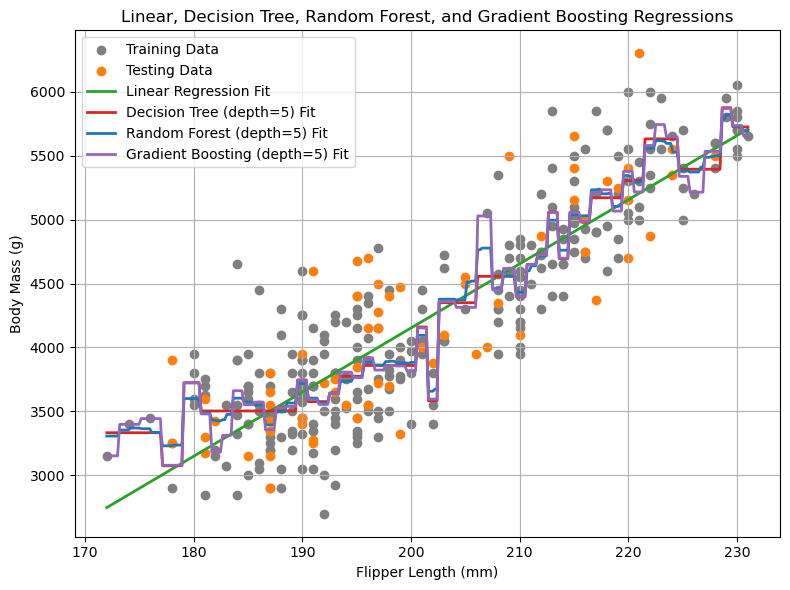 Linear, Decision Tree, Random Forest, and Gradient Boosting Regressions
Training Data
Testing Data
Linear Regression Fit
Decision Tree (depth=5) Fit
Random Forest (depth=5) Fit
Gradient Boosting (depth=5) Fit
Body Mass (g)
6000
5500
5000
4500
4000
3500
3000
170 180 190 200 210 220 230
Flipper Length (mm)